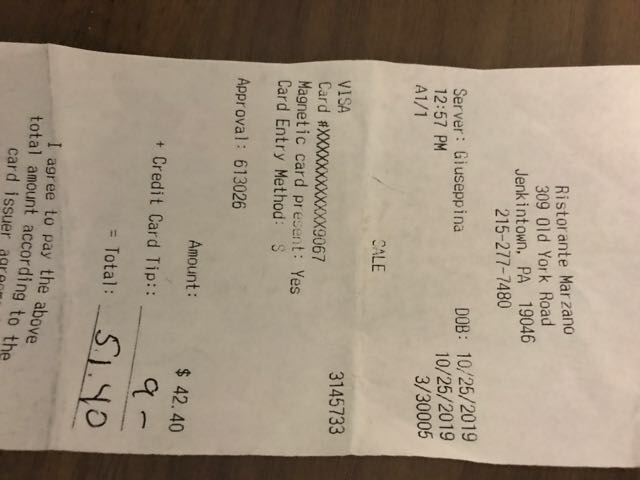 Ristorante Marzano
309 Old York Road
Jenkintown, PA 19046
215-277-7480
Server: Giuseppina DOB: 10/25/2019
12:57 PM 10/25/2019
A1/1 3/30005
SALE
VISA 3145733
Card #XXXXXXXXXXXX9067
Magnetic card present: Yes
Card Entry Method: S
Approval: 613026
Amount: $ 42.40
+ Credit Card Tip:: 9 -
= Total: 51.40
I agree to pay the above
total amount according to the
card issuer